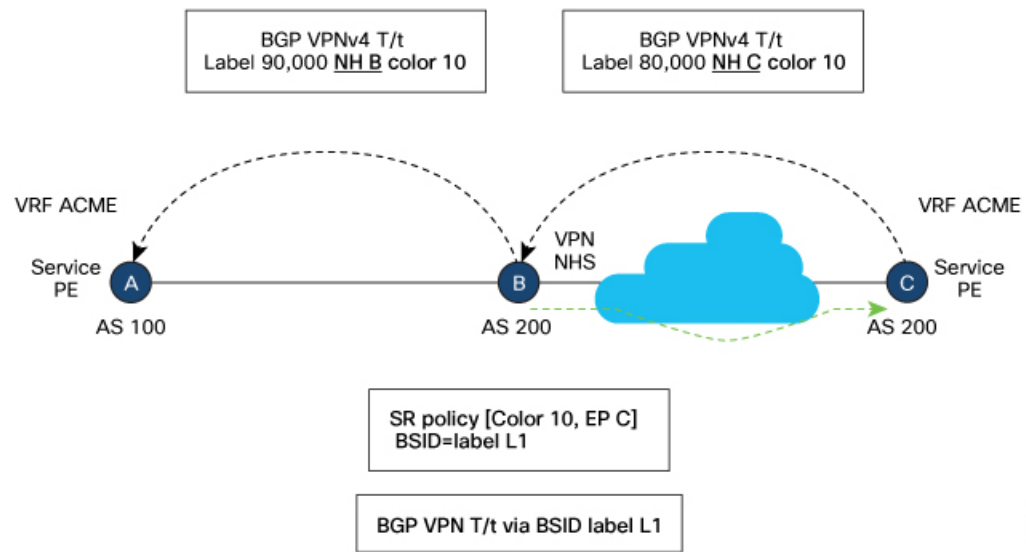 BGP VPNv4 T/t
Label 90,000 NH B color 10
BGP VPNv4 T/t
Label 80,000 NH C color 10
VRF ACME
VRF ACME
VPN
NHS
Service
PE
A
B
C
Service
PE
AS 100
AS 200
AS 200
SR policy [Color 10, EP C]
BSID=label L1
BGP VPN T/t via BSID label L1